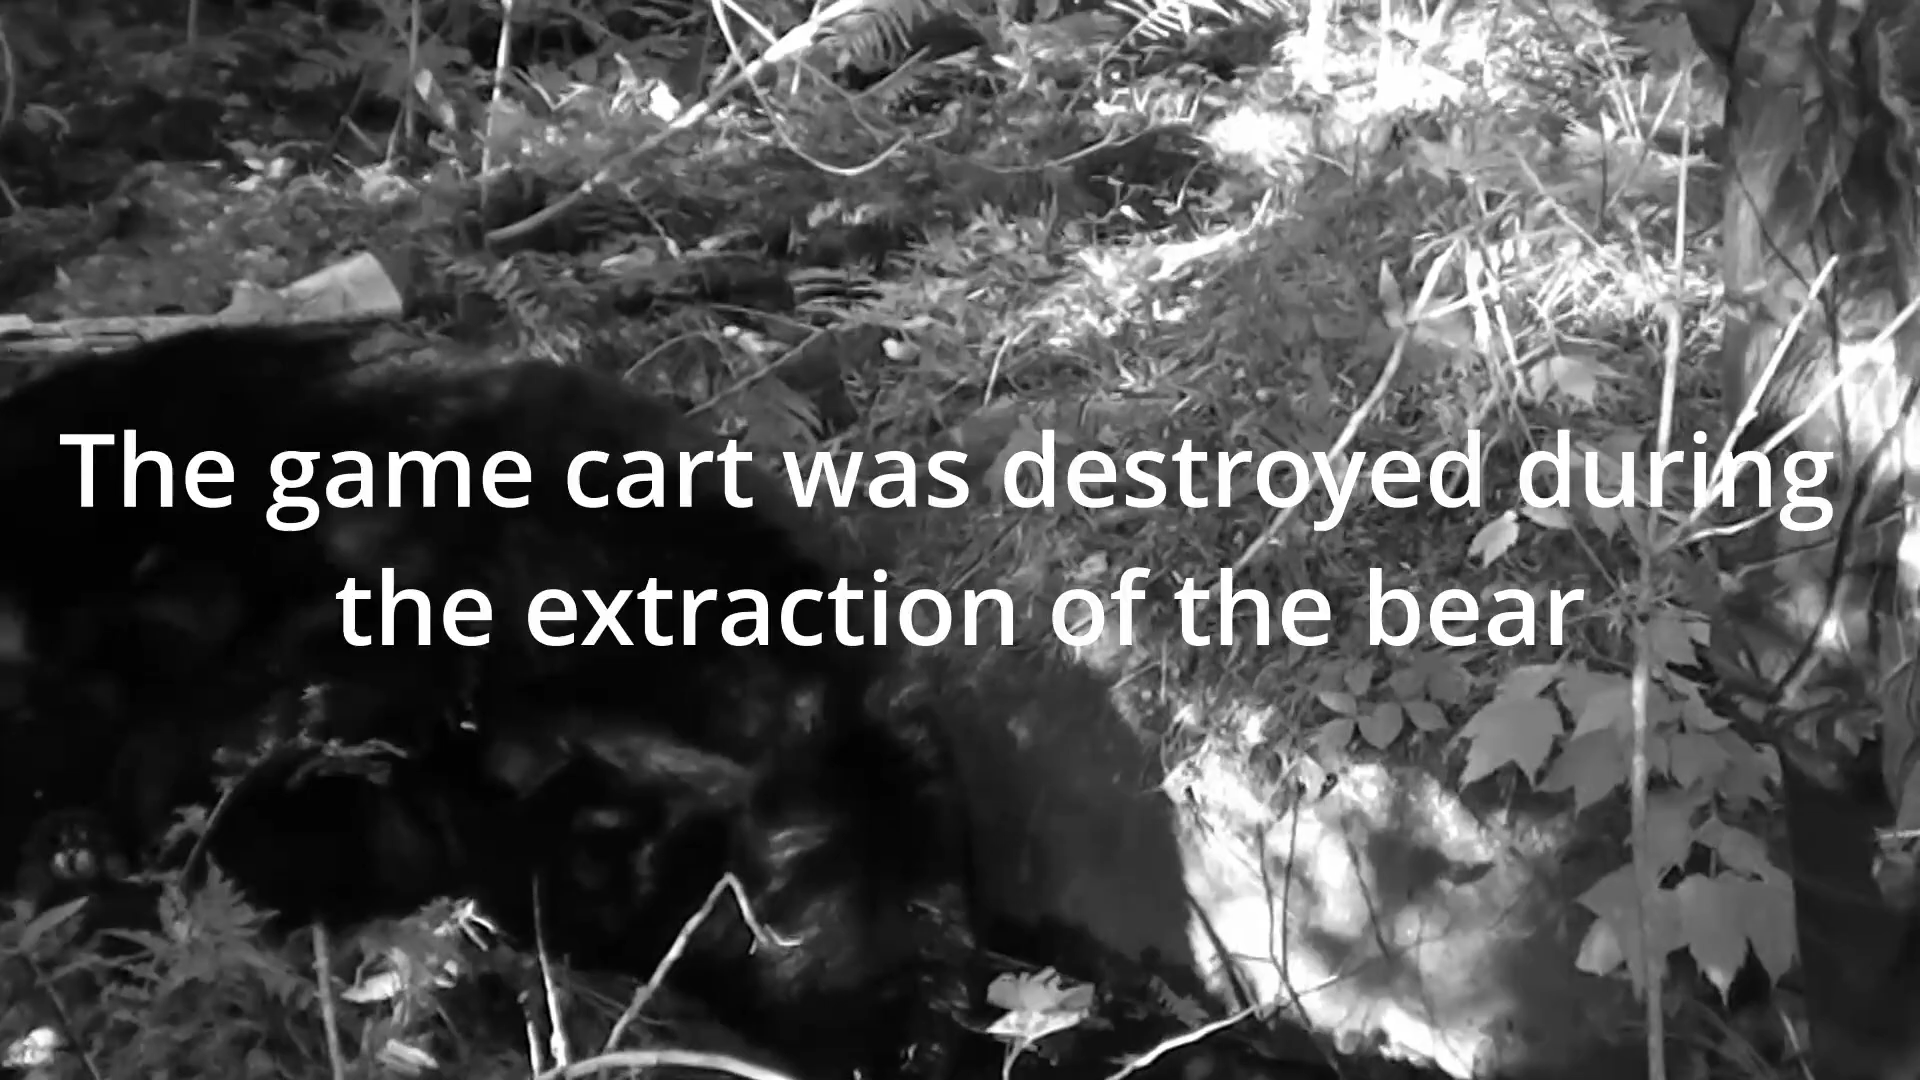 The game cart was destroyed during
the extraction of the bear